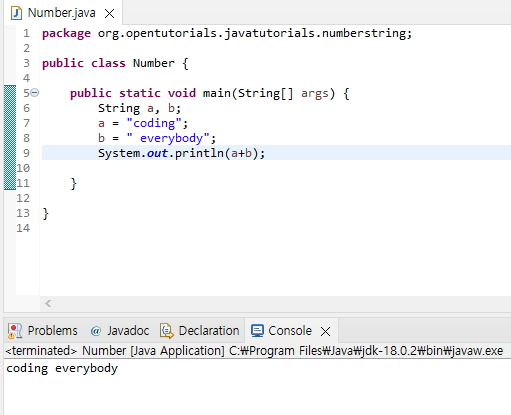 Number.java
1 package org.opentutorials.javatutorials.numberstring;
2
3 public class Number {
4
5 public static void main(String[] args) {
6 String a, b;
7 a = "coding";
8 b = " everybody";
9 System.out.println(a+b);
10
11 }
12
13 }
14
Problems @ Javadoc Declaration Console
<terminated> Number [Java Application] C:₩Program Files₩Java₩jdk-18.0.2₩bin₩javaw.exe
coding everybody